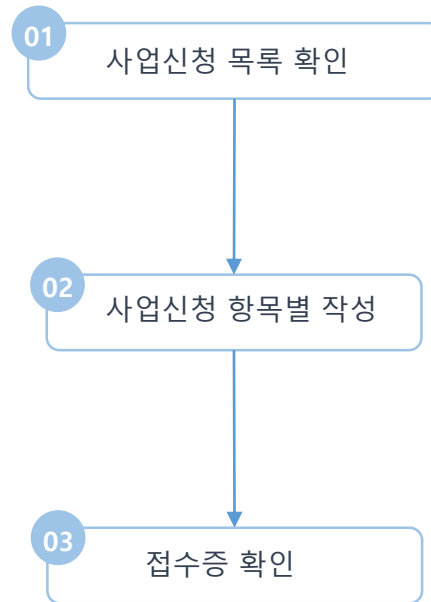 01
사업신청 목록 확인
02
사업신청 항목별 작성
03
접수증 확인